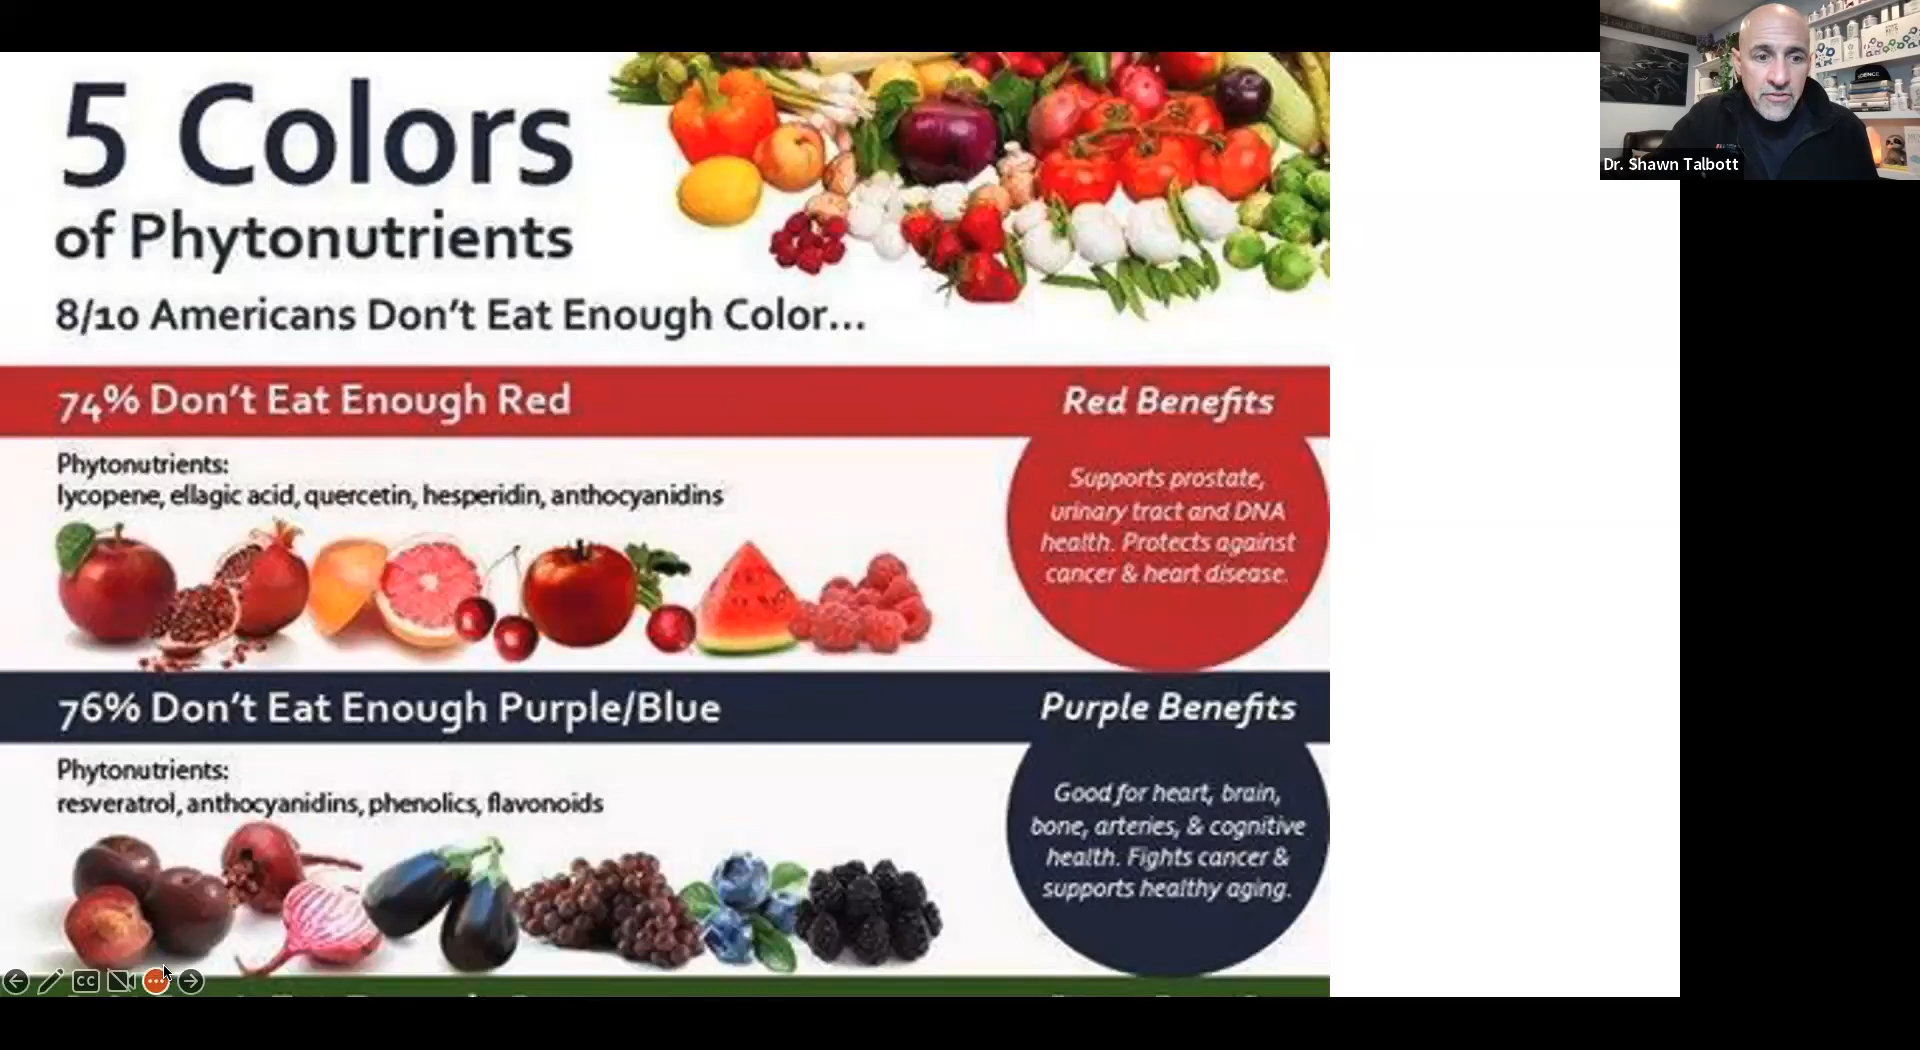 5 Colors
of Phytonutrients
8/10 Americans Don't Eat Enough Color...
74% Don't Eat Enough Red
Red Benefits
Phytonutrients:
lycopene, ellagic acid, quercetin, hesperidin, anthocyanidins
Supports prostate,
urinary tract and DNA
health. Protects against
cancer & heart disease.
76% Don't Eat Enough Purple/Blue
Purple Benefits
Phytonutrients:
resveratrol, anthocyanidins, phenolics, flavonoids
Good for heart, brain,
bone, arteries, & cognitive
health. Fights cancer &
supports healthy aging.
CC
Dr. Shawn Talbott